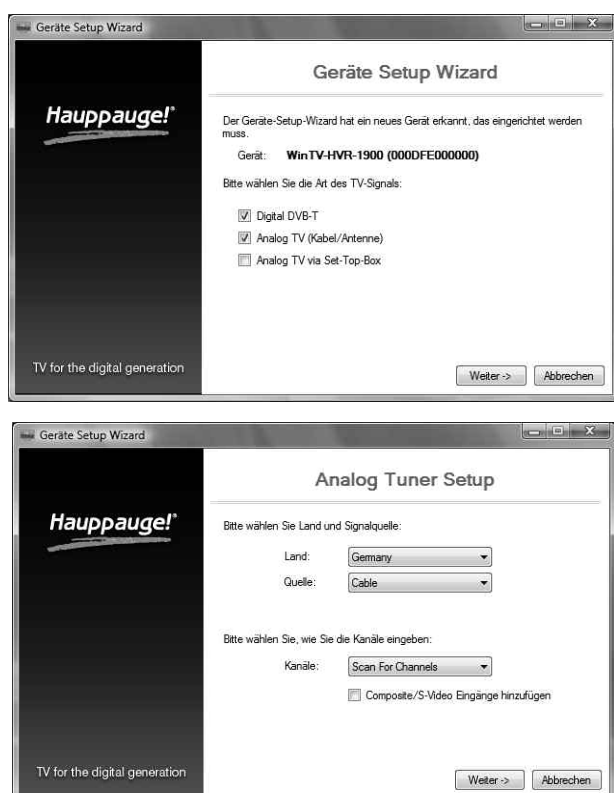 Geräte Setup Wizard
Geräte Setup Wizard
Hauppauge!®
Der Geräte-Setup-Wizard hat ein neues Gerät erkannt, das eingerichtet werden
muss.
Gerät: WinTV-HVR-1900 (000DFE000000)
Bitte wählen Sie die Art des TV-Signals:
Digital DVB-T
Analog TV (Kabel/Antenne)
Analog TV via Set-Top-Box
TV for the digital generation
Weiter ->
Abbrechen
Geräte Setup Wizard
Analog Tuner Setup
Hauppauge!®
Bitte wählen Sie Land und Signalquelle:
Land: Germany
Quelle: Cable
Bitte wählen Sie, wie Sie die Kanäle eingeben:
Kanäle: Scan For Channels
Composite/S-Video Eingänge hinzufügen
TV for the digital generation
Weiter ->
Abbrechen